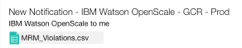 New Notification - IBM Watson OpenScale - GCR - Prod
IBM Watson OpenScale to me
MRM_Violations.csv